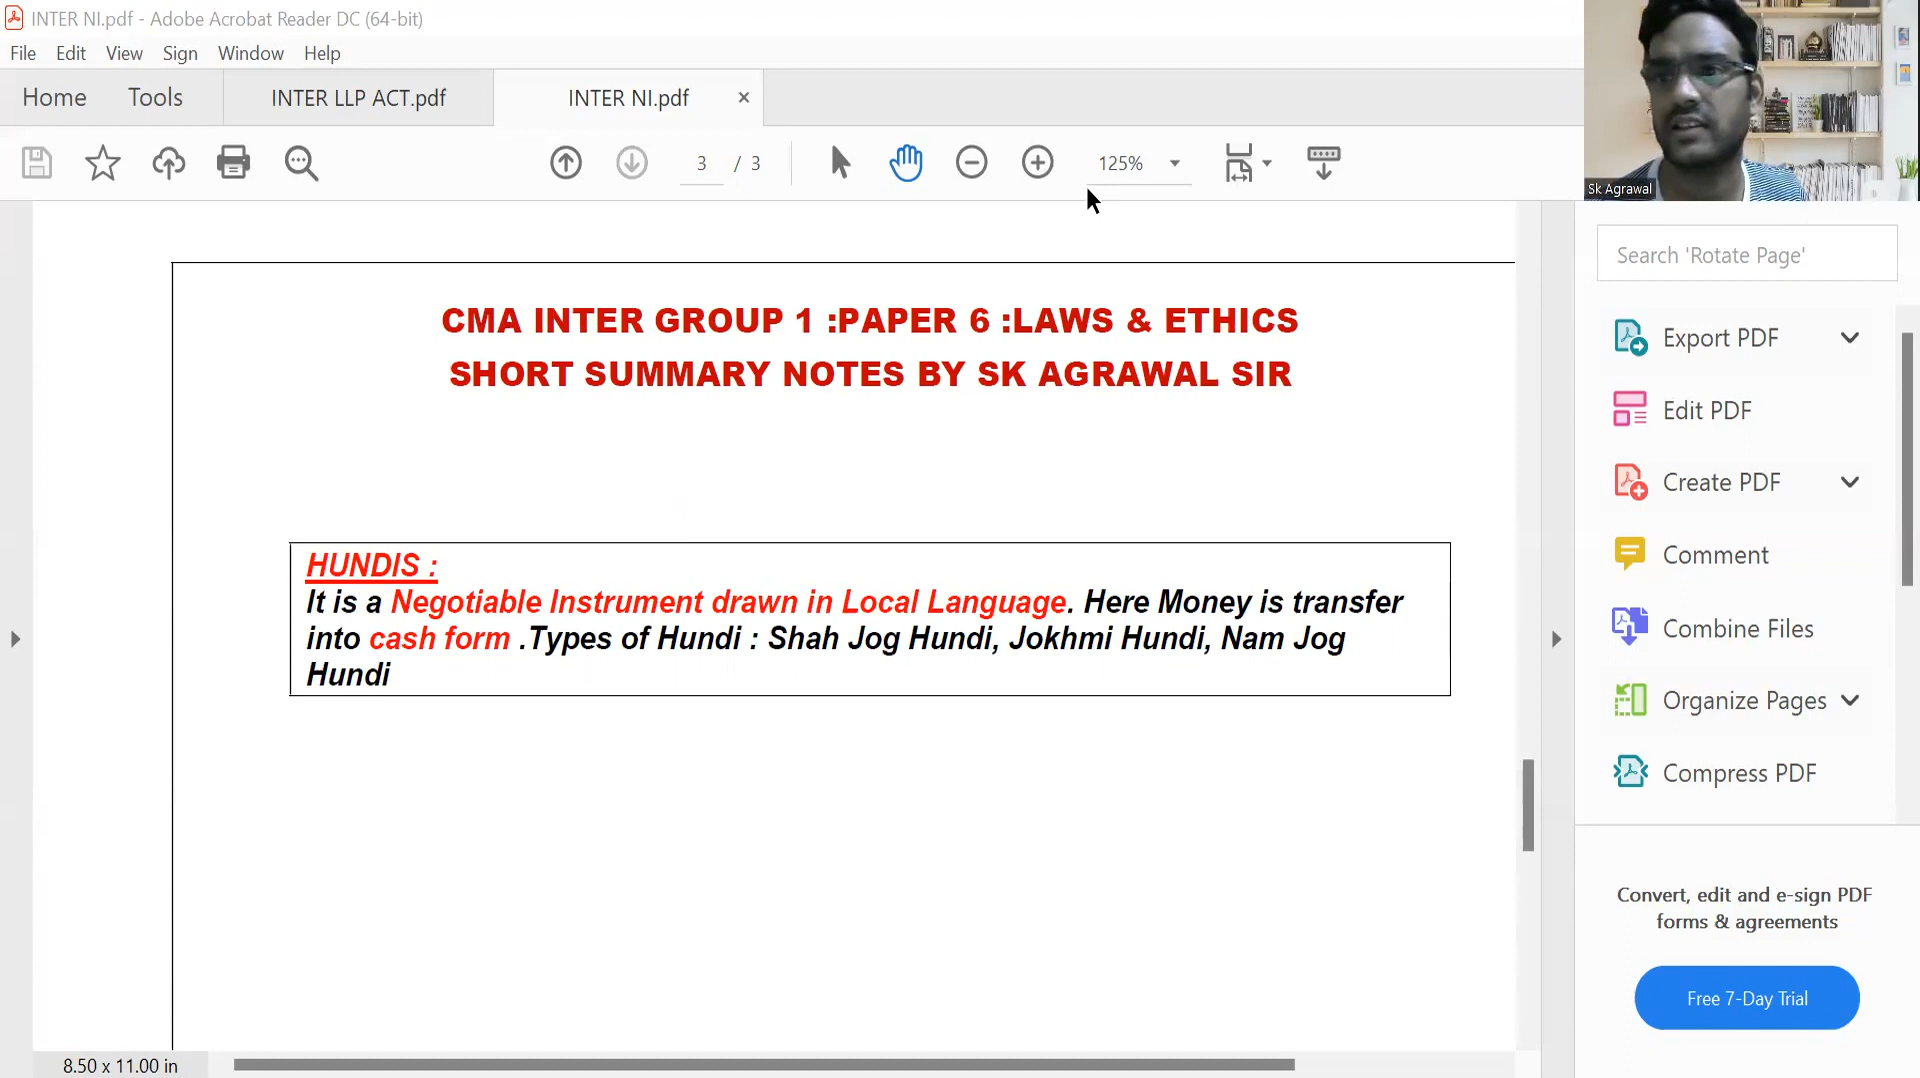 INTER NI.pdf - Adobe Acrobat Reader DC (64-bit)
File Edit View Sign Window Help
Home Tools INTER LLP ACT.pdf INTER NI.pdf ×
3 / 3 125%
Sk Agrawal
Search 'Rotate Page'
CMA INTER GROUP 1 :PAPER 6 :LAWS & ETHICS
SHORT SUMMARY NOTES BY SK AGRAWAL SIR
HUNDIS :
It is a Negotiable Instrument drawn in Local Language. Here Money is transfer
into cash form .Types of Hundi : Shah Jog Hundi, Jokhmi Hundi, Nam Jog
Hundi
Export PDF
Edit PDF
Create PDF
Comment
Combine Files
Organize Pages
Compress PDF
Convert, edit and e-sign PDF
forms & agreements
Free 7-Day Trial
8.50 x 11.00 in